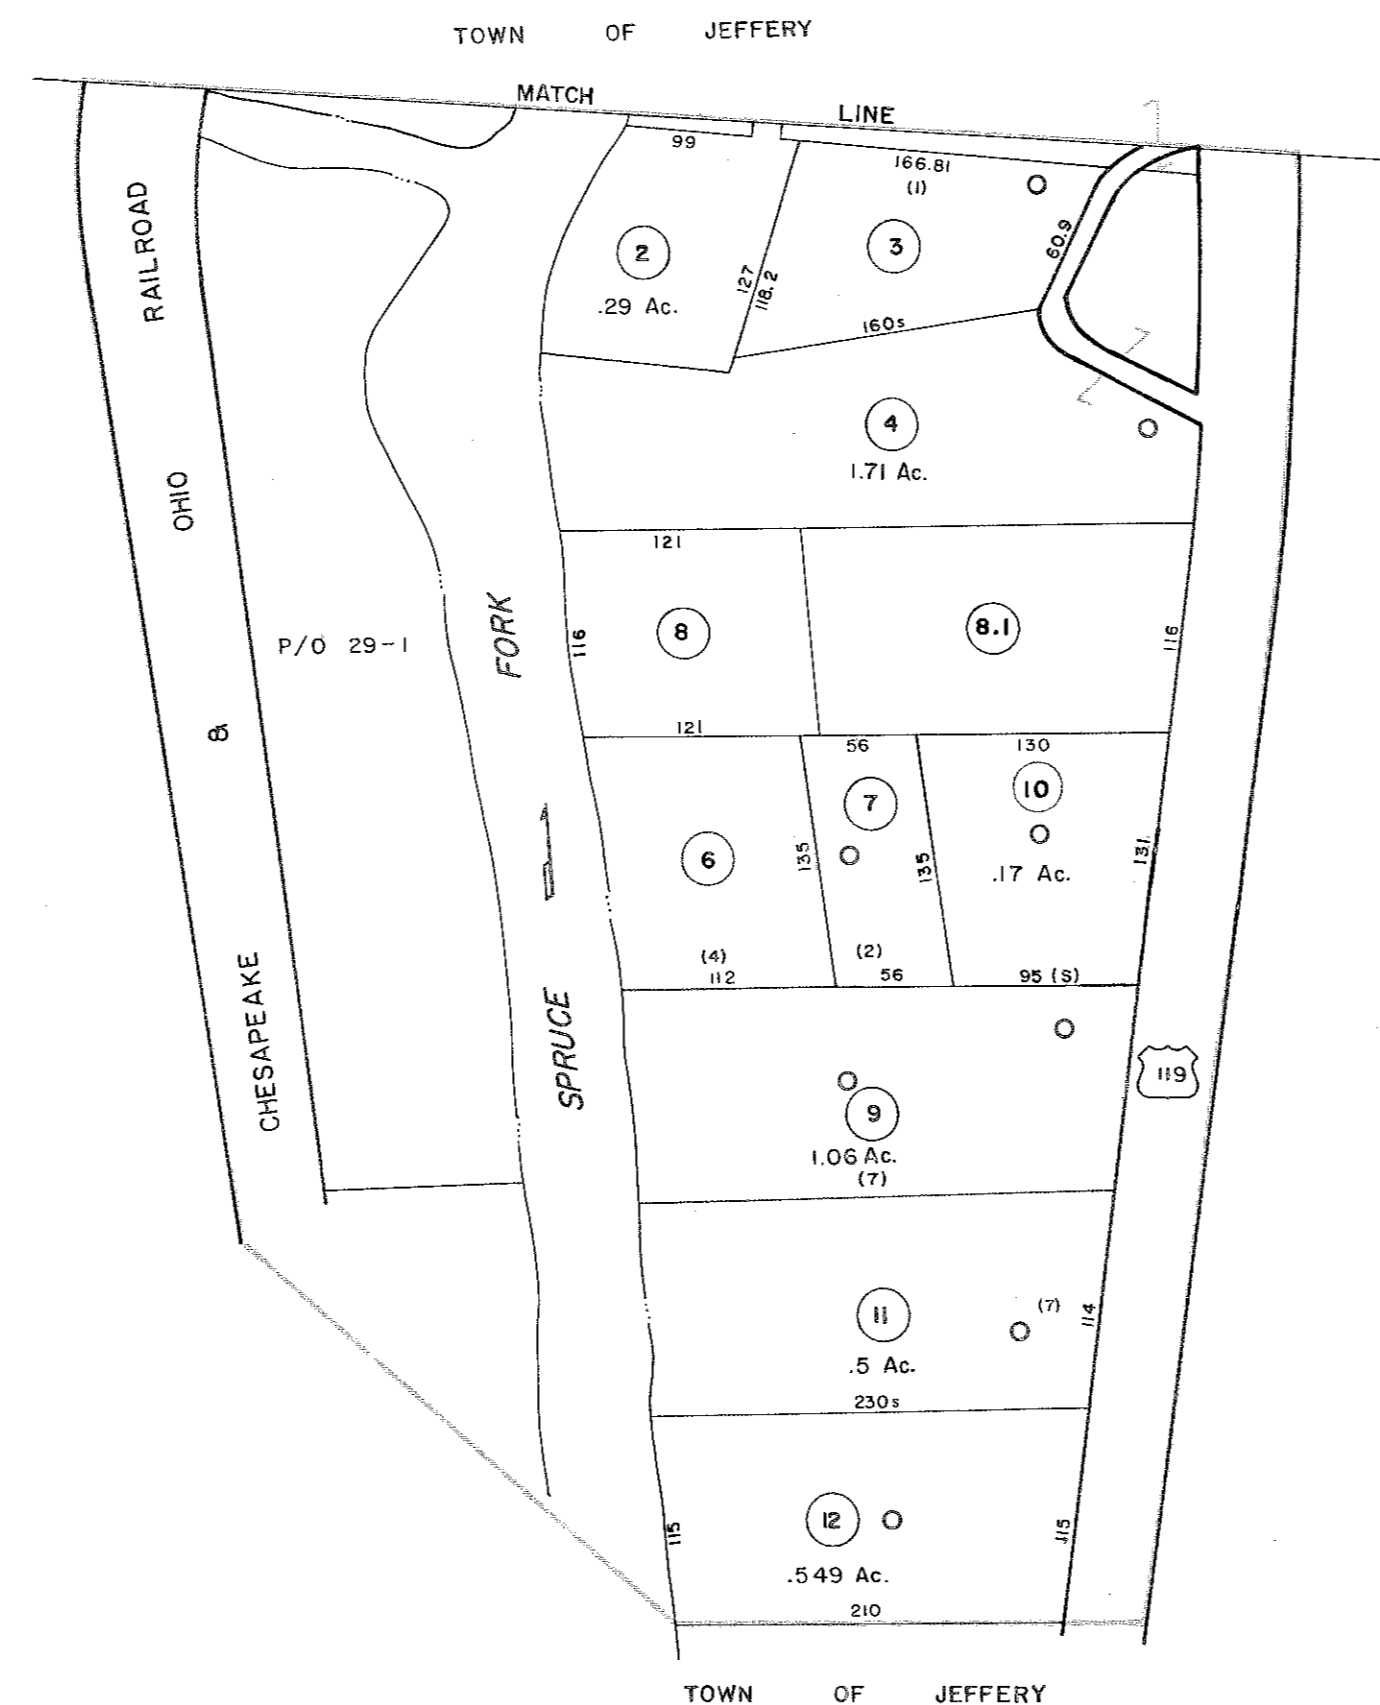 TOWN OF JEFFERY
MATCH LINE
99
166.81
(1)
2
.29 Ac.
127
118.2
3
60.9
160s
4
1.71 Ac.
RAILROAD
OHIO
&
CHESAPEAKE
P/O 29-1
FORK
SPRUCE
121
116
8
8.1
116
121
56
130
7
10
6
135
135
.17 Ac.
131
(4)
(2)
112
56
95 (S)
119
9
1.06 Ac.
(7)
11
(7)
114
.5 Ac.
230s
12
115
115
.549 Ac.
210
TOWN OF JEFFERY